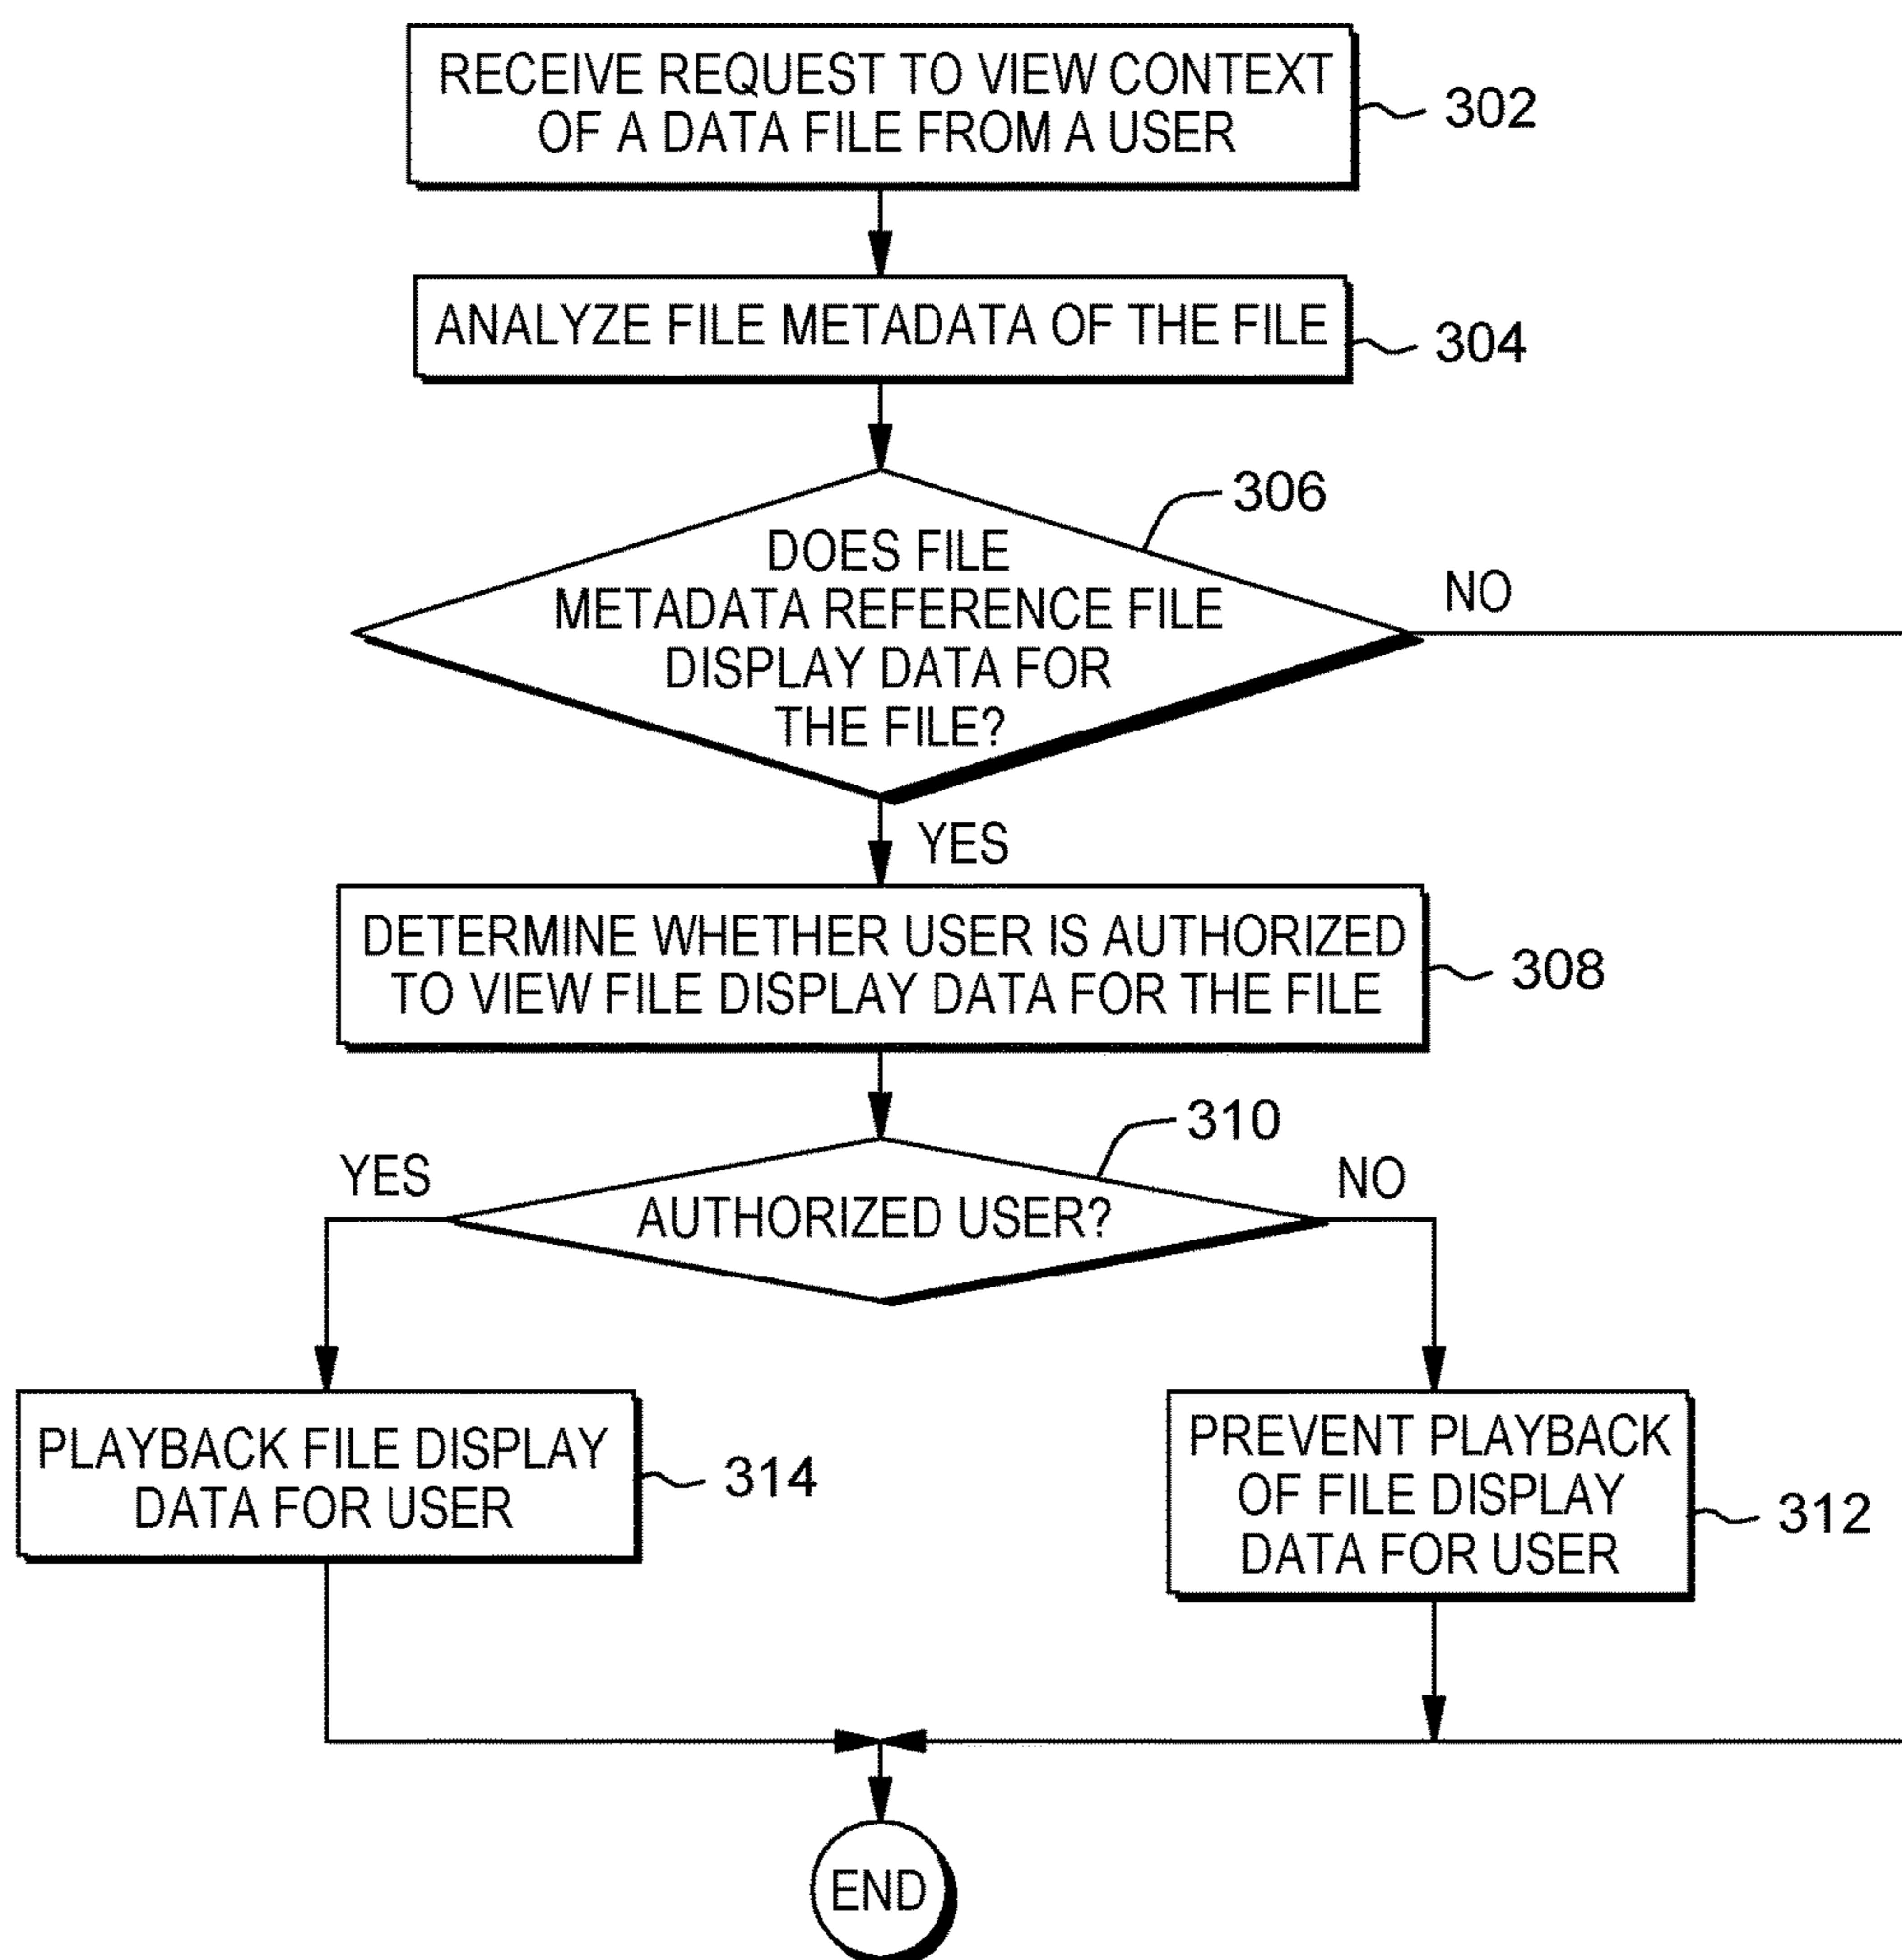 RECEIVE REQUEST TO VIEW CONTEXT
OF A DATA FILE FROM A USER
302
ANALYZE FILE METADATA OF THE FILE
304
306
DOES FILE
METADATA REFERENCE FILE
DISPLAY DATA FOR
THE FILE?
NO
YES
DETERMINE WHETHER USER IS AUTHORIZED
TO VIEW FILE DISPLAY DATA FOR THE FILE
308
310
YES
AUTHORIZED USER?
NO
PLAYBACK FILE DISPLAY
DATA FOR USER
314
PREVENT PLAYBACK
OF FILE DISPLAY
DATA FOR USER
312
END